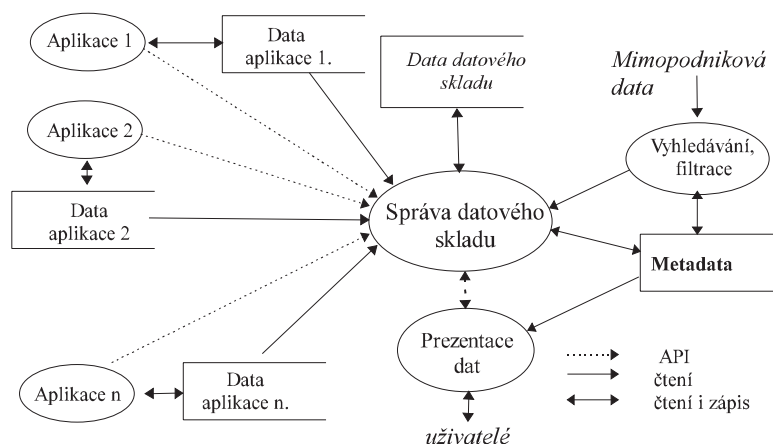 Aplikace 1
Data
aplikace 1.
Data datového
skladu
Mimopodniková
data
Aplikace 2
Vyhledávání,
filtrace
Data
aplikace 2
Správa datového
skladu
Metadata
Prezentace
dat
Aplikace n
Data
aplikace n.
uživatelé
API
čtení
čtení i zápis